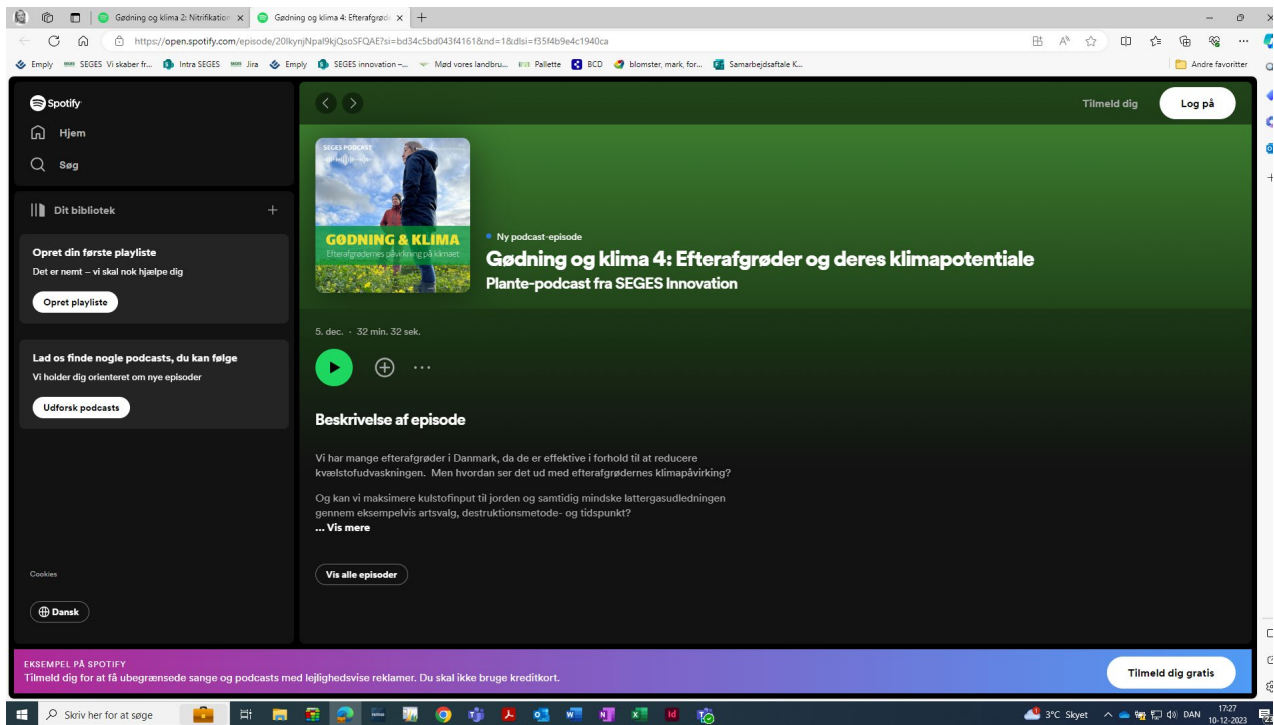 Gødning og klima 2: Nitrifikation
Gødning og klima 4: Efterafgrød
https://open.spotify.com/episode/20IkynjNpal9kjQsoSFQAE?si=bd34c5bd043f4161&nd=1&dlsi=f35f4b9e4c1940ca
Emply
SEGES Vi skaber fr...
Intra SEGES
SEGES Jira
Emply
SEGES innovation –...
Mød vores landbru...
Pallette
BCD
blomster, mark, for...
Samarbejdsaftale K...
Andre favoritter
Spotify
Hjem
Søg
Dit bibliotek
Opret din første playliste
Det er nemt – vi skal nok hjælpe dig
Opret playliste
Lad os finde nogle podcasts, du kan følge
Vi holder dig orienteret om nye episoder
Udforsk podcasts
Cookies
Dansk
Tilmeld dig
Log på
SEGES PODCAST
GØDNING & KLIMA
Efterafgrødernes påvirkning på klimaet
Ny podcast-episode
Gødning og klima 4: Efterafgrøder og deres klimapotentiale
Plante-podcast fra SEGES Innovation
5. dec. · 32 min. 32 sek.
Beskrivelse af episode
Vi har mange efterafgrøder i Danmark, da de er effektive i forhold til at reducere
kvælstofudvaskningen. Men hvordan ser det ud med efterafgrødernes klimapåvirking?
Og kan vi maksimere kulstofinput til jorden og samtidig mindske lattergasudledningen
gennem eksempelvis artsvalg, destruktionsmetode- og tidspunkt?
... Vis mere
Vis alle episoder
EKSEMPEL PÅ SPOTIFY
Tilmeld dig for at få ubegrænsede sange og podcasts med lejlighedsvise reklamer. Du skal ikke bruge kreditkort.
Tilmeld dig gratis
Skriv her for at søge
3°C Skyet
DAN
17:27
10-12-2023